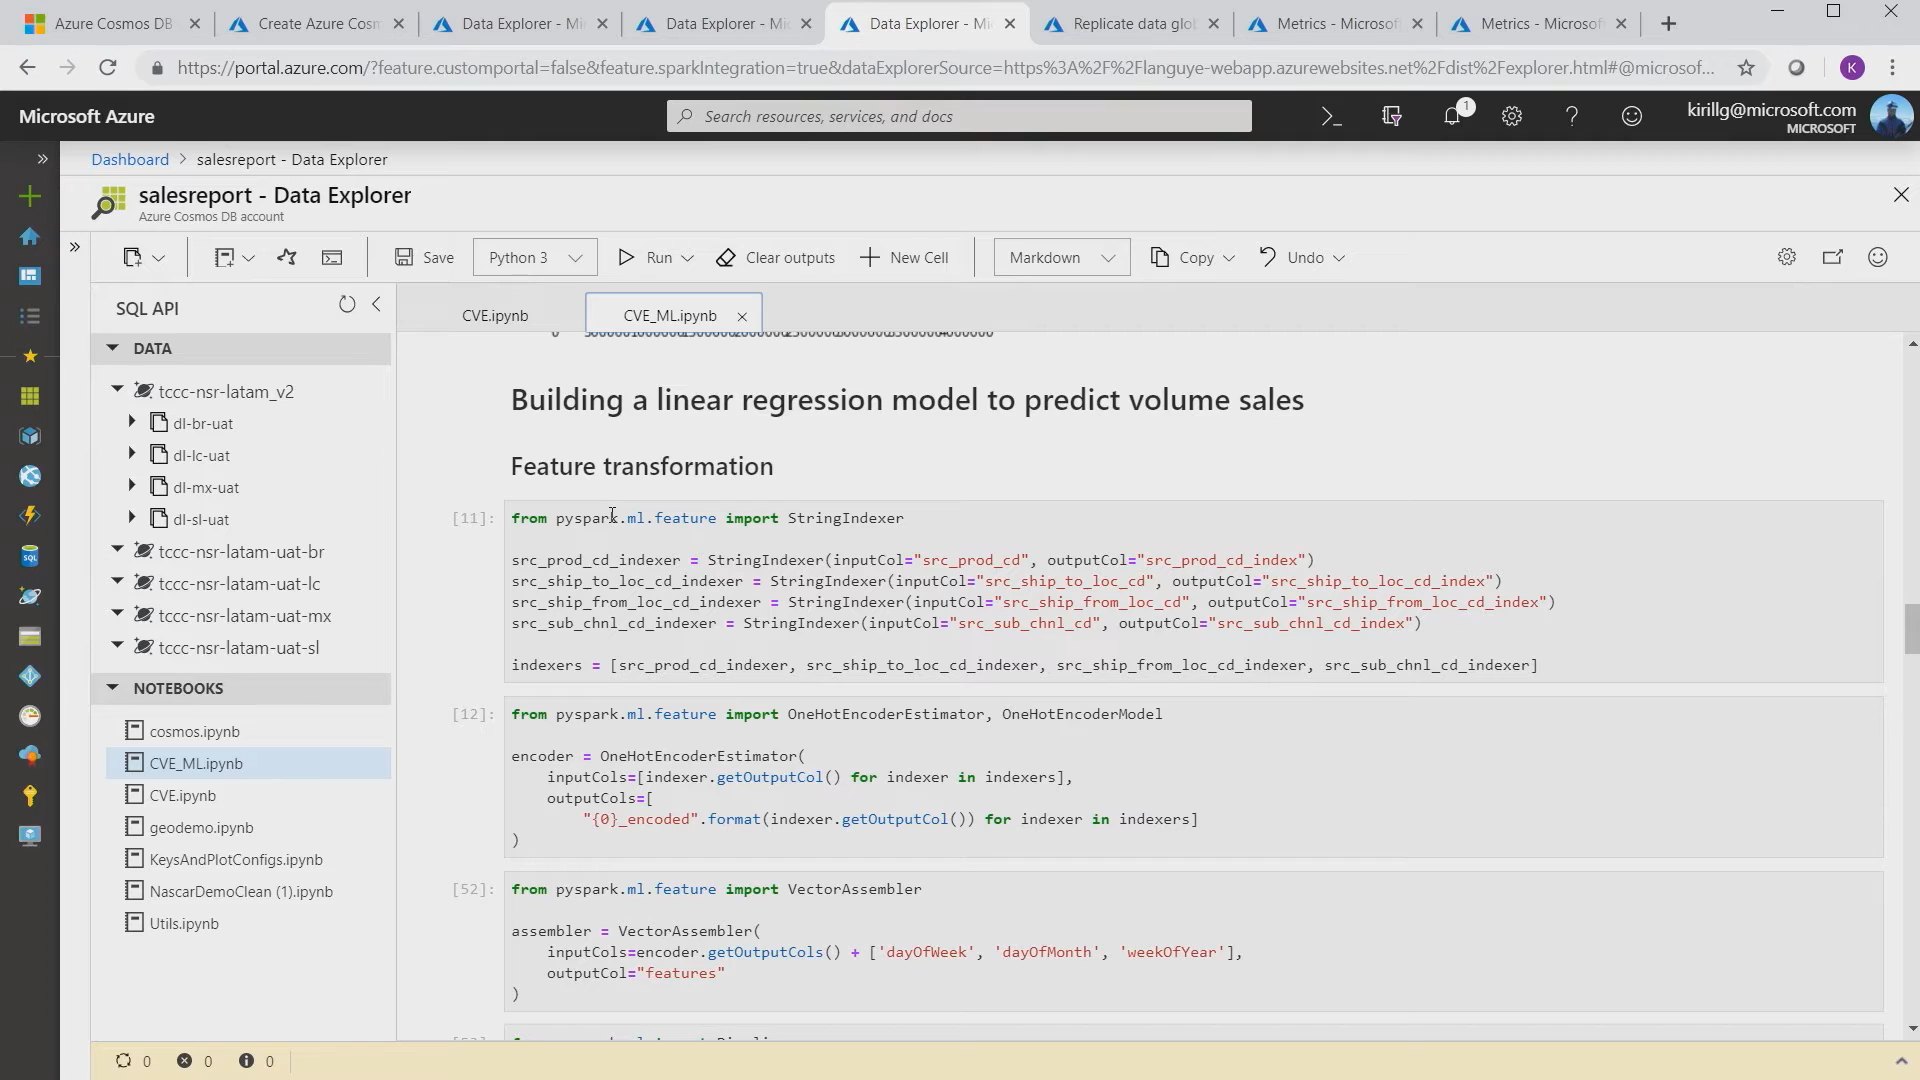 Azure Cosmos DB
Create Azure Cosm
Data Explorer - Mi
Data Explorer - Mi
Data Explorer - Mi
Replicate data glob
Metrics - Microsoft
Metrics - Microsoft
https://portal.azure.com/?feature.customportal=false&feature.sparkIntegration=true&dataExplorerSource=https%3A%2F%2Flanguye-webapp.azurewebsites.net%2Fdist%2Fexplorer.html#@microsof...
K
Microsoft Azure
Search resources, services, and docs
1
kirillg@microsoft.com
MICROSOFT
Dashboard > salesreport - Data Explorer
salesreport - Data Explorer
Azure Cosmos DB account
Save
Python 3
Run
Clear outputs
New Cell
Markdown
Copy
Undo
SQL API
CVE.ipynb
CVE_ML.ipynb
DATA
tccc-nsr-latam_v2
dl-br-uat
dl-lc-uat
dl-mx-uat
dl-sl-uat
tccc-nsr-latam-uat-br
tccc-nsr-latam-uat-lc
tccc-nsr-latam-uat-mx
tccc-nsr-latam-uat-sl
NOTEBOOKS
cosmos.ipynb
CVE_ML.ipynb
CVE.ipynb
geodemo.ipynb
KeysAndPlotConfigs.ipynb
NascarDemoClean (1).ipynb
Utils.ipynb
Building a linear regression model to predict volume sales
Feature transformation
[11]:
from pyspark.ml.feature import StringIndexer
src_prod_cd_indexer = StringIndexer(inputCol="src_prod_cd", outputCol="src_prod_cd_index")
src_ship_to_loc_cd_indexer = StringIndexer(inputCol="src_ship_to_loc_cd", outputCol="src_ship_to_loc_cd_index")
src_ship_from_loc_cd_indexer = StringIndexer(inputCol="src_ship_from_loc_cd", outputCol="src_ship_from_loc_cd_index")
src_sub_chnl_cd_indexer = StringIndexer(inputCol="src_sub_chnl_cd", outputCol="src_sub_chnl_cd_index")
indexers = [src_prod_cd_indexer, src_ship_to_loc_cd_indexer, src_ship_from_loc_cd_indexer, src_sub_chnl_cd_indexer]
[12]:
from pyspark.ml.feature import OneHotEncoderEstimator, OneHotEncoderModel
encoder = OneHotEncoderEstimator(
inputCols=[indexer.getOutputCol() for indexer in indexers],
outputCols=[
"{0}_encoded".format(indexer.getOutputCol()) for indexer in indexers]
)
[52]:
from pyspark.ml.feature import VectorAssembler
assembler = VectorAssembler(
inputCols=encoder.getOutputCols() + ['dayOfWeek', 'dayOfMonth', 'weekOfYear'],
outputCol="features"
)
0
0
0